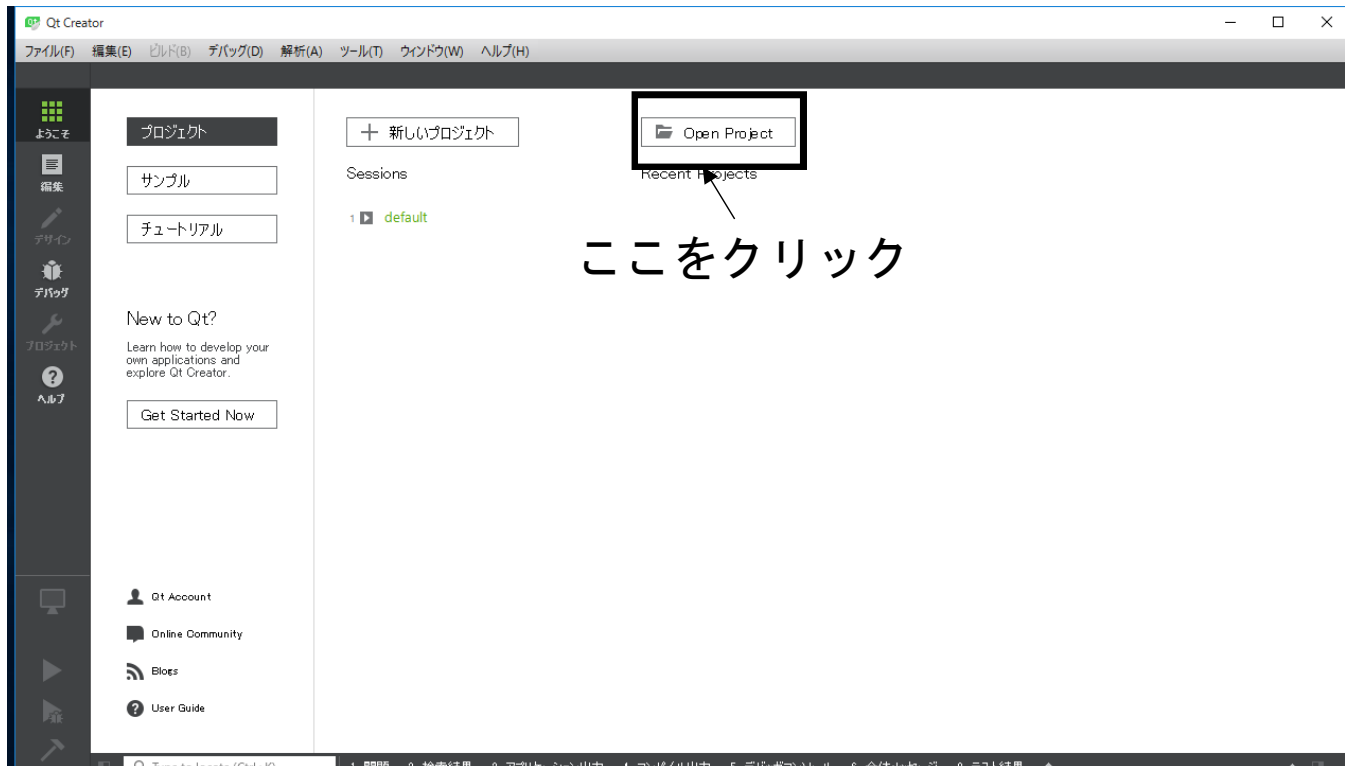 Qt Creator
ファイル(F) 編集(E) ビルド(B) デバッグ(D) 解析(A) ツール(T) ウィンドウ(W) ヘルプ(H)
ようこそ
編集
デザイン
デバッグ
プロジェクト
ヘルプ
プロジェクト
サンプル
チュートリアル
New to Qt?
Learn how to develop your
own applications and
explore Qt Creator.
Get Started Now
Qt Account
Online Community
Blogs
User Guide
新しいプロジェクト
Sessions
1 default
Open Project
Recent Projects
ここをクリック